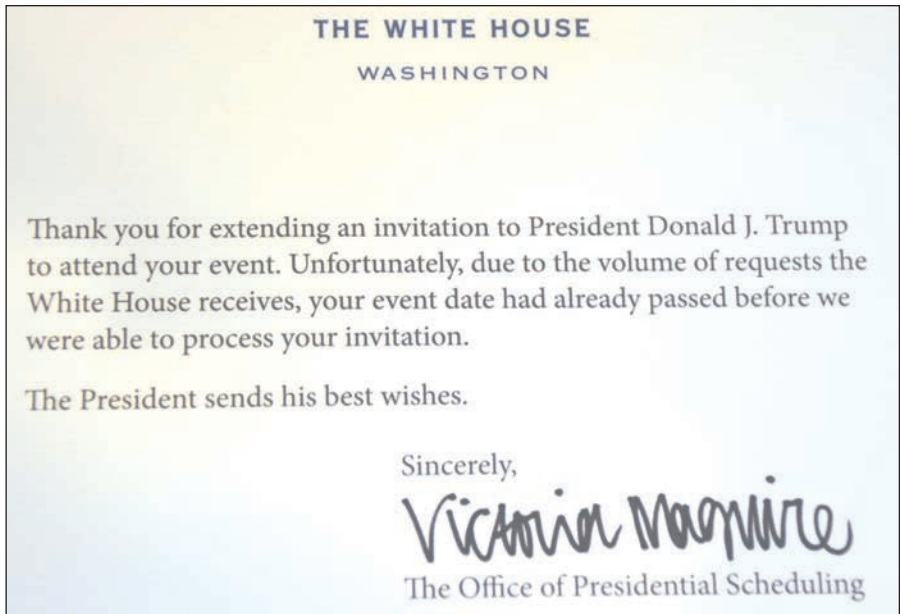 THE WHITE HOUSE
WASHINGTON
Thank you for extending an invitation to President Donald J. Trump
to attend your event. Unfortunately, due to the volume of requests the
White House receives, your event date had already passed before we
were able to process your invitation.
The President sends his best wishes.
Sincerely,
Victoria Maguire
The Office of Presidential Scheduling